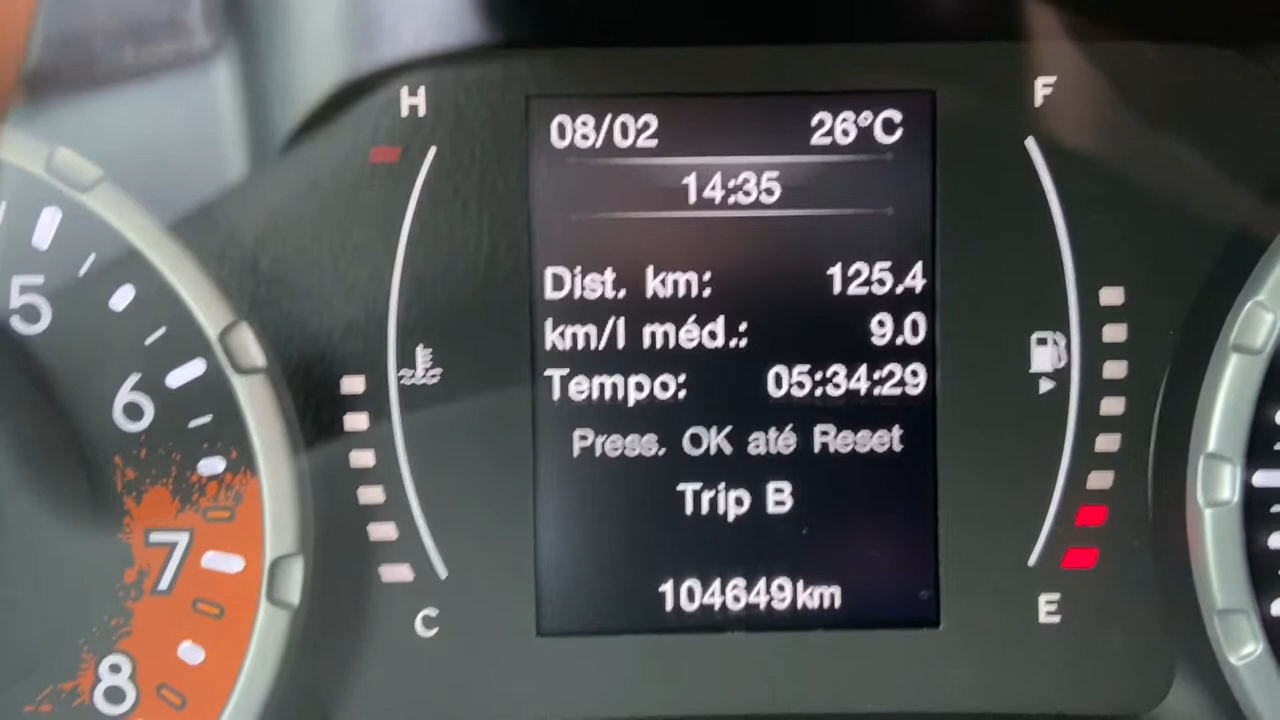 H
F
08/02 26°C
14:35
Dist. km: 125.4
km/l méd.: 9.0
Tempo: 05:34:29
Press. OK até Reset
Trip B
104649km
C
E
5
6
7
8